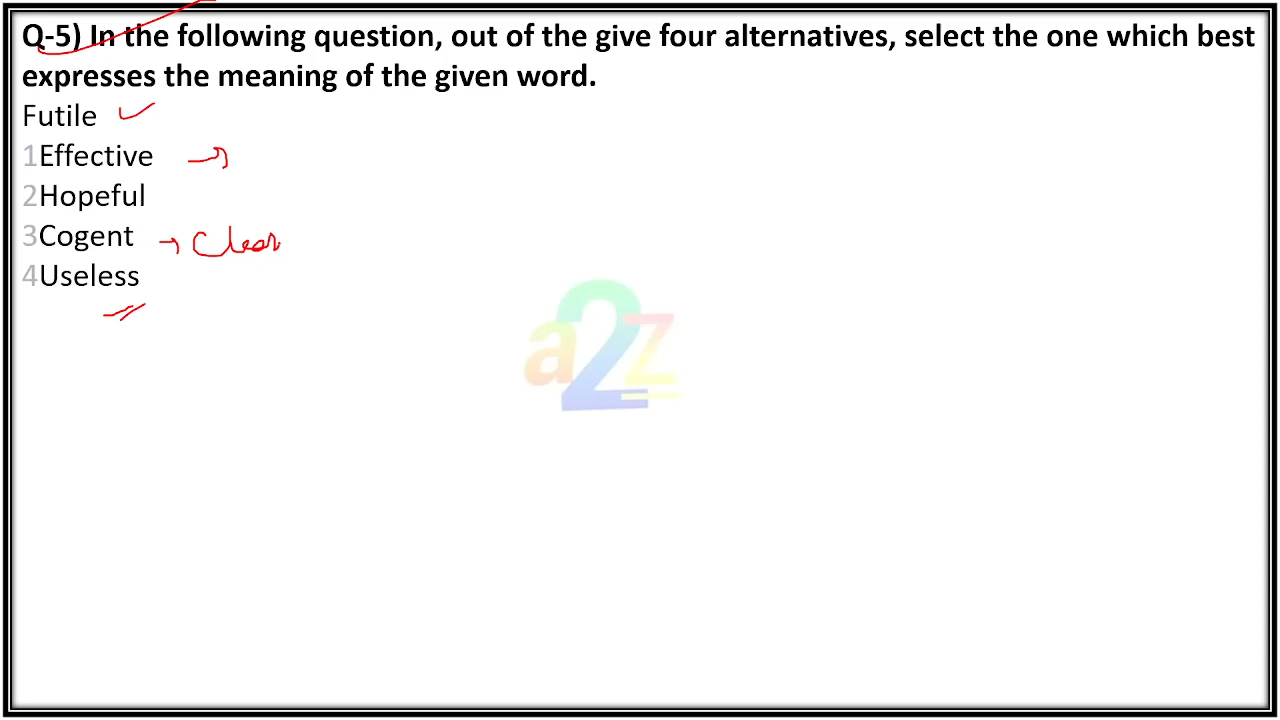 Q-5) In the following question, out of the give four alternatives, select the one which best
expresses the meaning of the given word.
Futile
1Effective
2Hopeful
3Cogent → Clear
4Useless
a2z